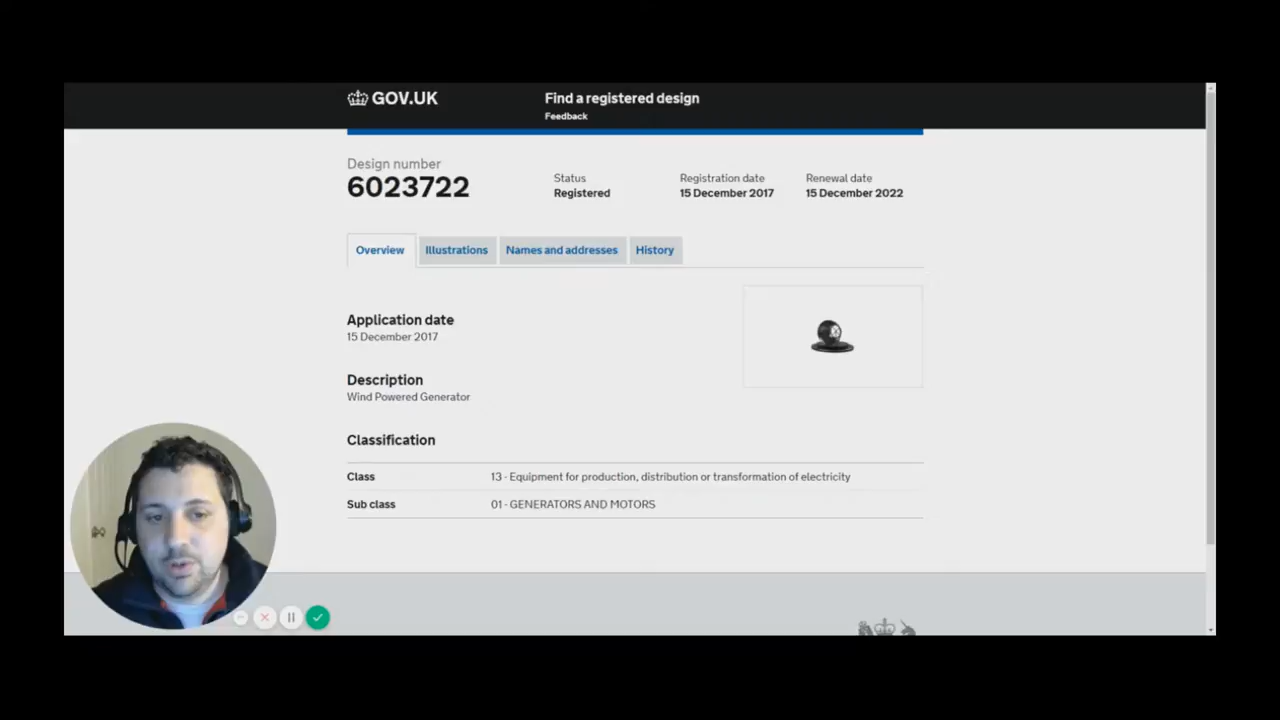 GOV.UK
Find a registered design
Feedback
Design number
6023722
Status
Registered
Registration date
15 December 2017
Renewal date
15 December 2022
Overview
Illustrations
Names and addresses
History
Application date
15 December 2017
Description
Wind Powered Generator
Classification
Class
13 - Equipment for production, distribution or transformation of electricity
Sub class
01 - GENERATORS AND MOTORS